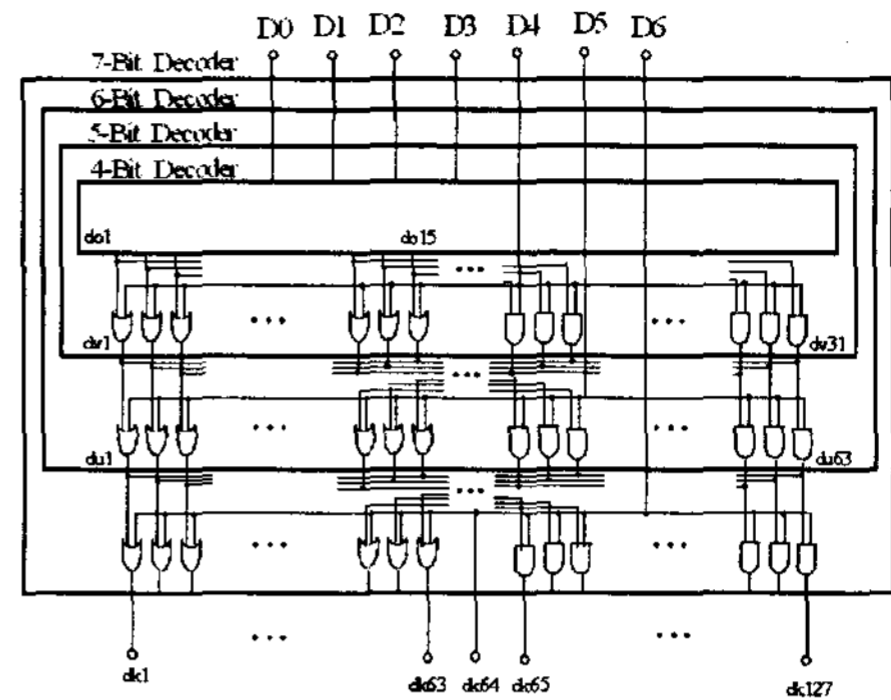 D0 D1 D2 D3 D4 D5 D6
7-Bit Decoder
6-Bit Decoder
5-Bit Decoder
4-Bit Decoder
do1 do15
dv1 dv31
du1 du63
dk1 dk63 dk64 dk65 dk127